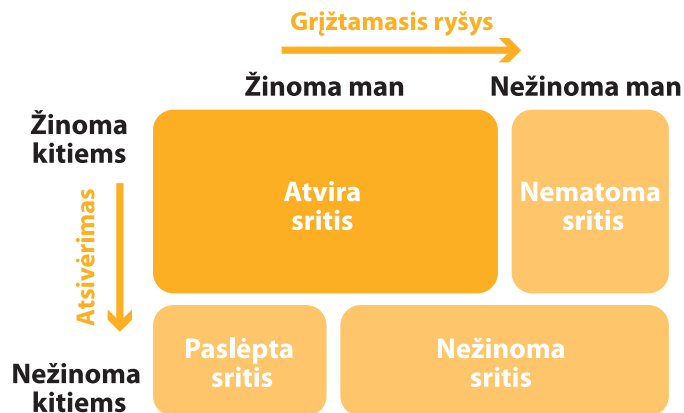 Grįžtamasis ryšys
Žinoma man
Nežinoma man
Žinoma
kitiems
Atsivėrimas
Atvira
sritis
Nematoma
sritis
Nežinoma
kitiems
Paslėpta
sritis
Nežinoma
sritis